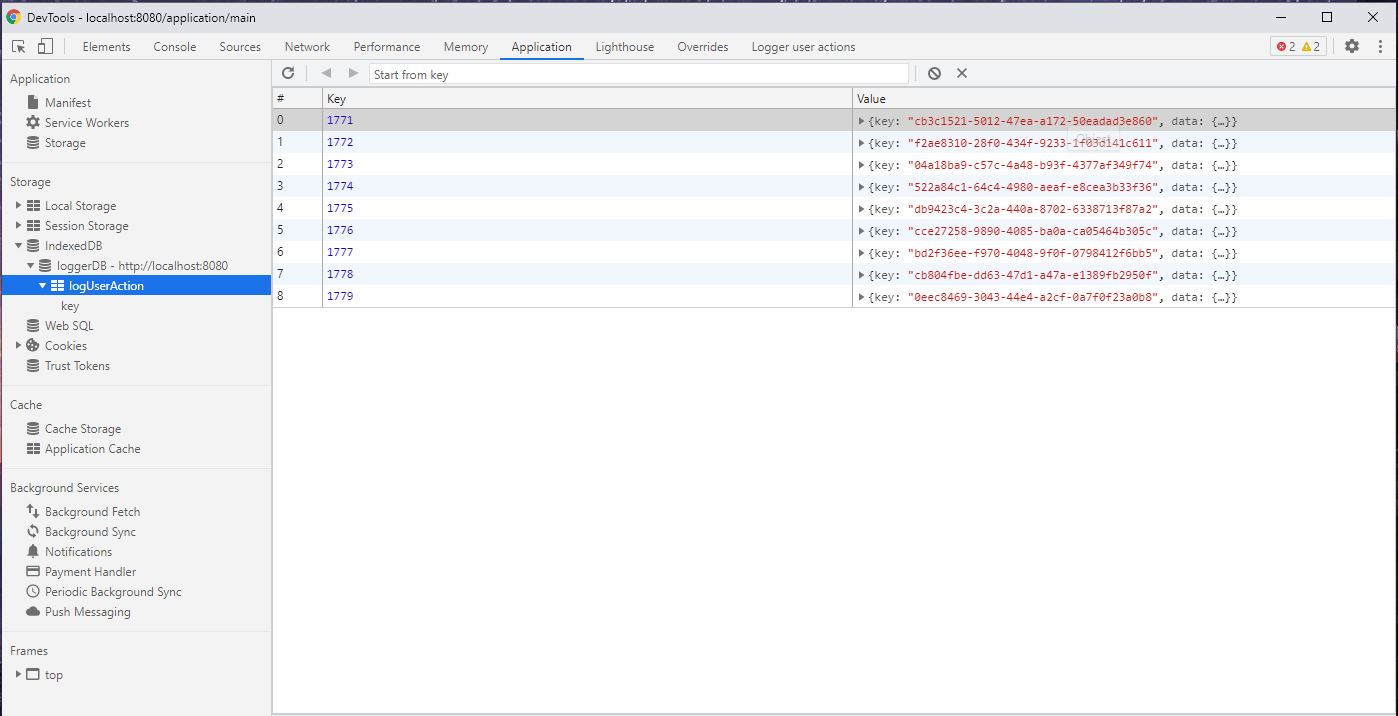 DevTools - localhost:8080/application/main
Elements Console Sources Network Performance Memory Application Lighthouse Overrides Logger user actions 2 2
Application
Manifest
Service Workers
Storage
Storage
Local Storage
Session Storage
IndexedDB
loggerDB - http://localhost:8080
logUserAction
key
Web SQL
Cookies
Trust Tokens
Cache
Cache Storage
Application Cache
Background Services
Background Fetch
Background Sync
Notifications
Payment Handler
Periodic Background Sync
Push Messaging
Frames
top
Start from key
# Key Value
0 1771 {key: "cb3c1521-5012-47ea-a172-50eadad3e860", data: {…}}
Object
1 1772 {key: "f2ae8310-28f0-434f-9233-1f03d141c611", data: {…}}
2 1773 {key: "04a18ba9-c57c-4a48-b93f-4377af349f74", data: {…}}
3 1774 {key: "522a84c1-64c4-4980-aeaf-e8cea3b33f36", data: {…}}
4 1775 {key: "db9423c4-3c2a-440a-8702-6338713f87a2", data: {…}}
5 1776 {key: "cce27258-9890-4085-ba0a-ca05464b305c", data: {…}}
6 1777 {key: "bd2f36ee-f970-4048-9f0f-0798412f6bb5", data: {…}}
7 1778 {key: "cb804fbe-dd63-47d1-a47a-e1389fb2950f", data: {…}}
8 1779 {key: "0eec8469-3043-44e4-a2cf-0a7f0f23a0b8", data: {…}}